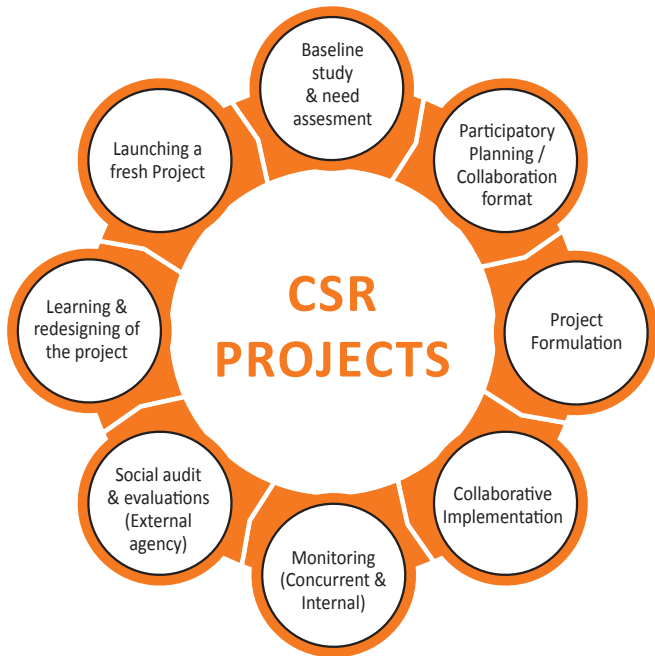 Baseline
study
& need
assesment
Participatory
Planning /
Collaboration
format
Project
Formulation
Collaborative
Implementation
Monitoring
(Concurrent &
Internal)
Social audit
& evaluations
(External
agency)
Learning &
redesigning of
the project
Launching a
fresh Project
CSR
PROJECTS